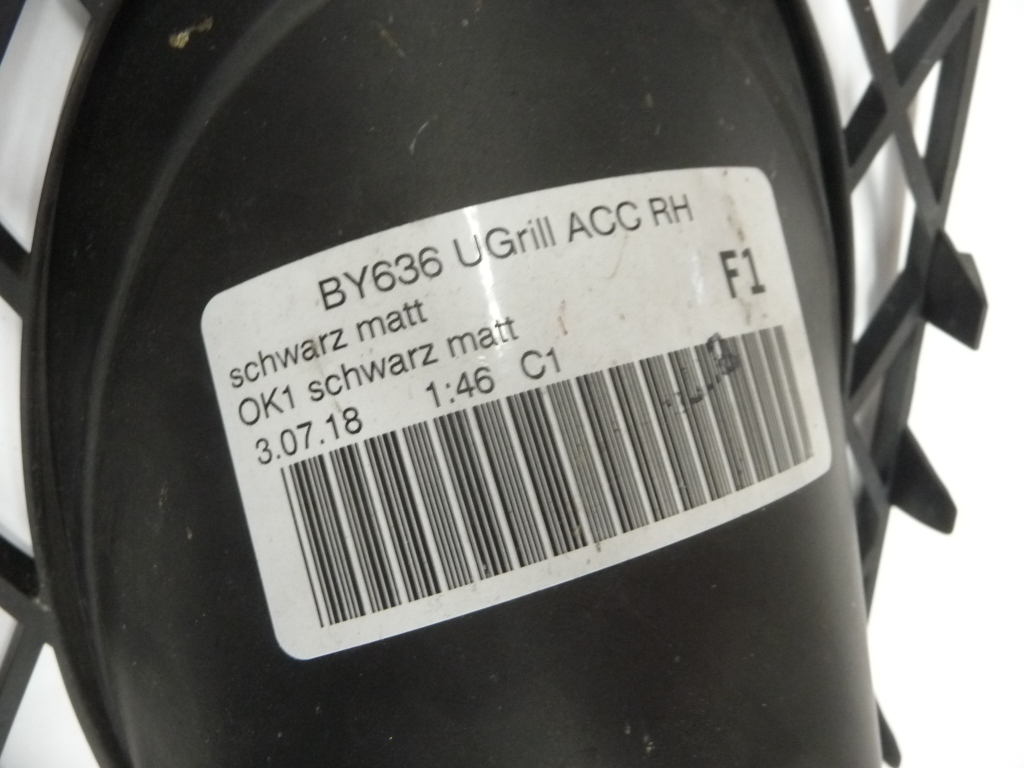 BY636 UGrill ACC RH
F1
schwarz matt
OK1 schwarz matt
3.07.18 1:46 C1